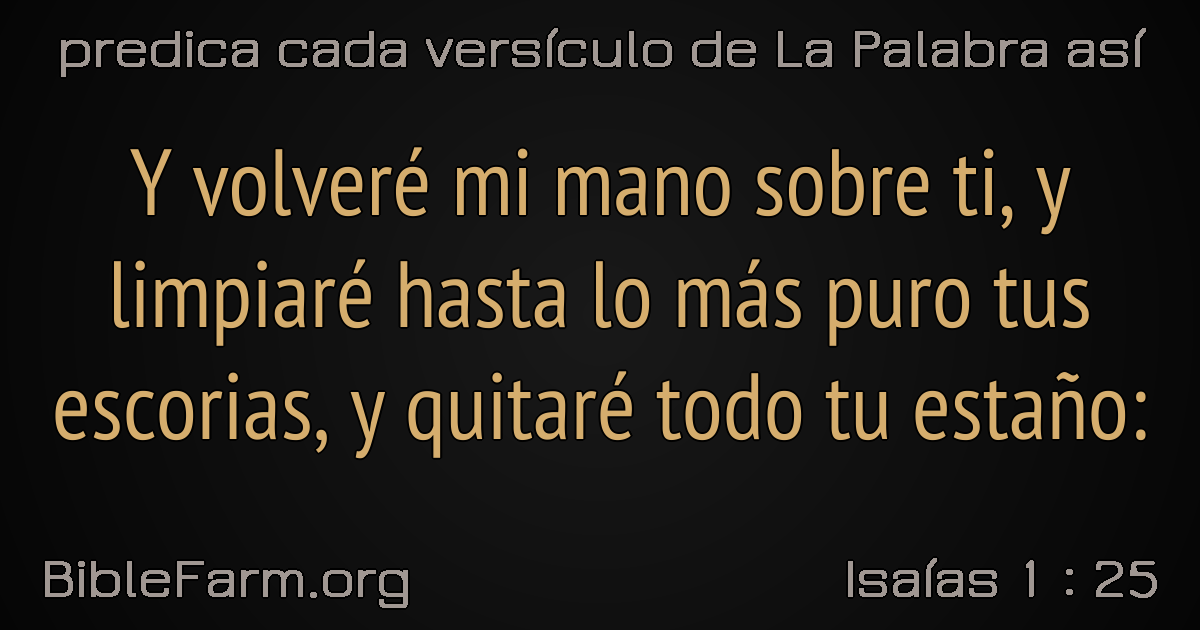 predica cada versículo de La Palabra así
Y volveré mi mano sobre ti, y
limpiaré hasta lo más puro tus
escorias, y quitaré todo tu estaño:
BibleFarm.org
Isaías 1 : 25